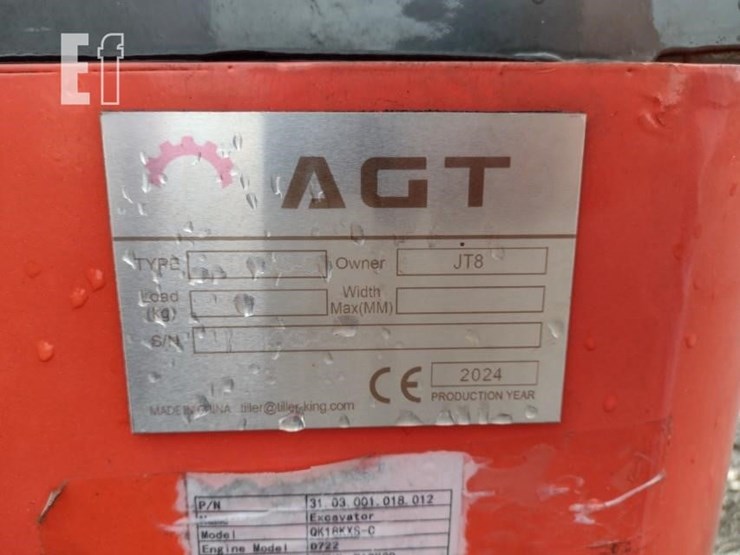 Ef
AGT
TYPE Owner JT8
Load (kg) Width Max(MM)
S/N
CE 2024
MADE IN CHINA tiller@tiller-king.com PRODUCTION YEAR
P/N 31.03.001.018.012
Excavator
Model QK18KXS-C
Engine Model D722